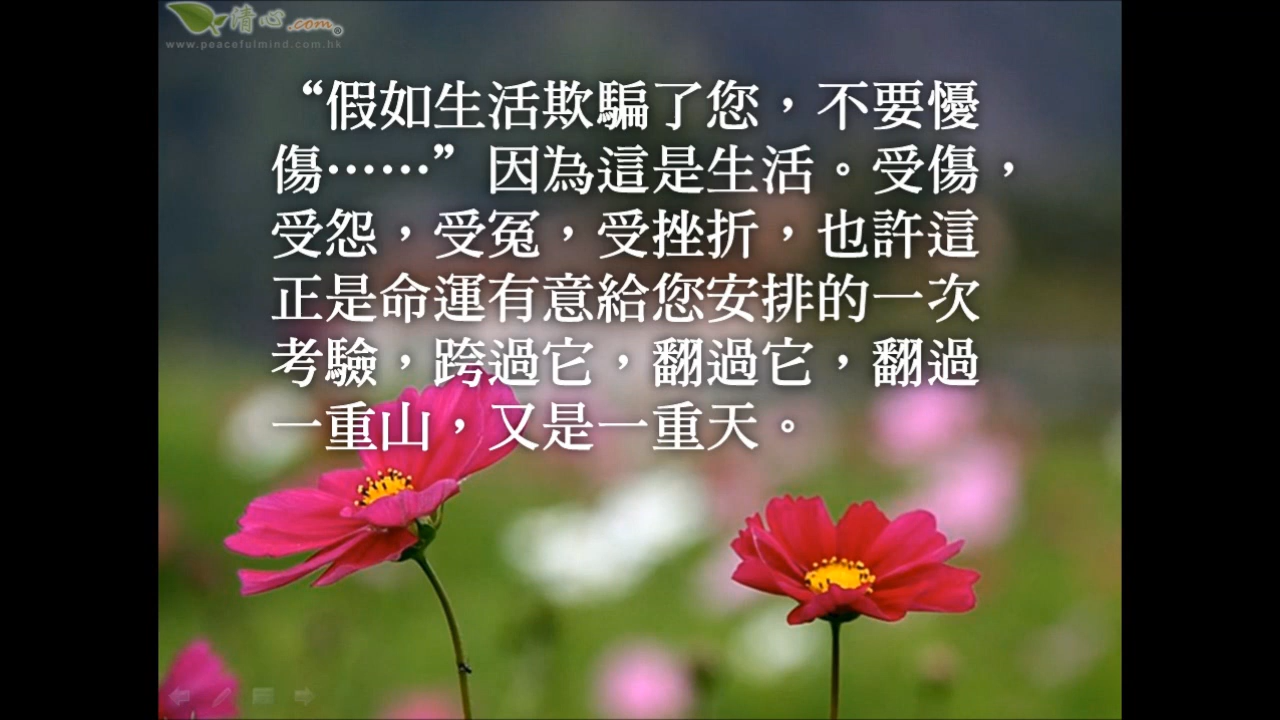 清心.com
www.peacefulmind.com.hk
“假如生活欺騙了您，不要懮
傷……”因為這是生活。受傷，
受怨，受冤，受挫折，也許這
正是命運有意給您安排的一次
考驗，跨過它，翻過它，翻過
一重山，又是一重天。